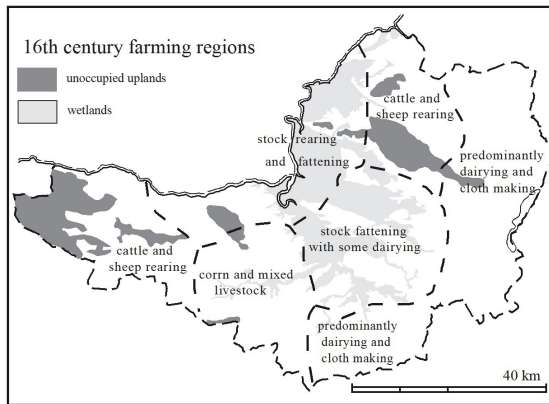 16th century farming regions
unoccupied uplands
wetlands
cattle and
sheep rearing
stock rearing
and
fattening
predominantly
dairying and
cloth making
stock fattening
with some dairying
cattle and
sheep rearing
corrn and mixed
livestock
predominantly
dairying and
cloth making
40 km